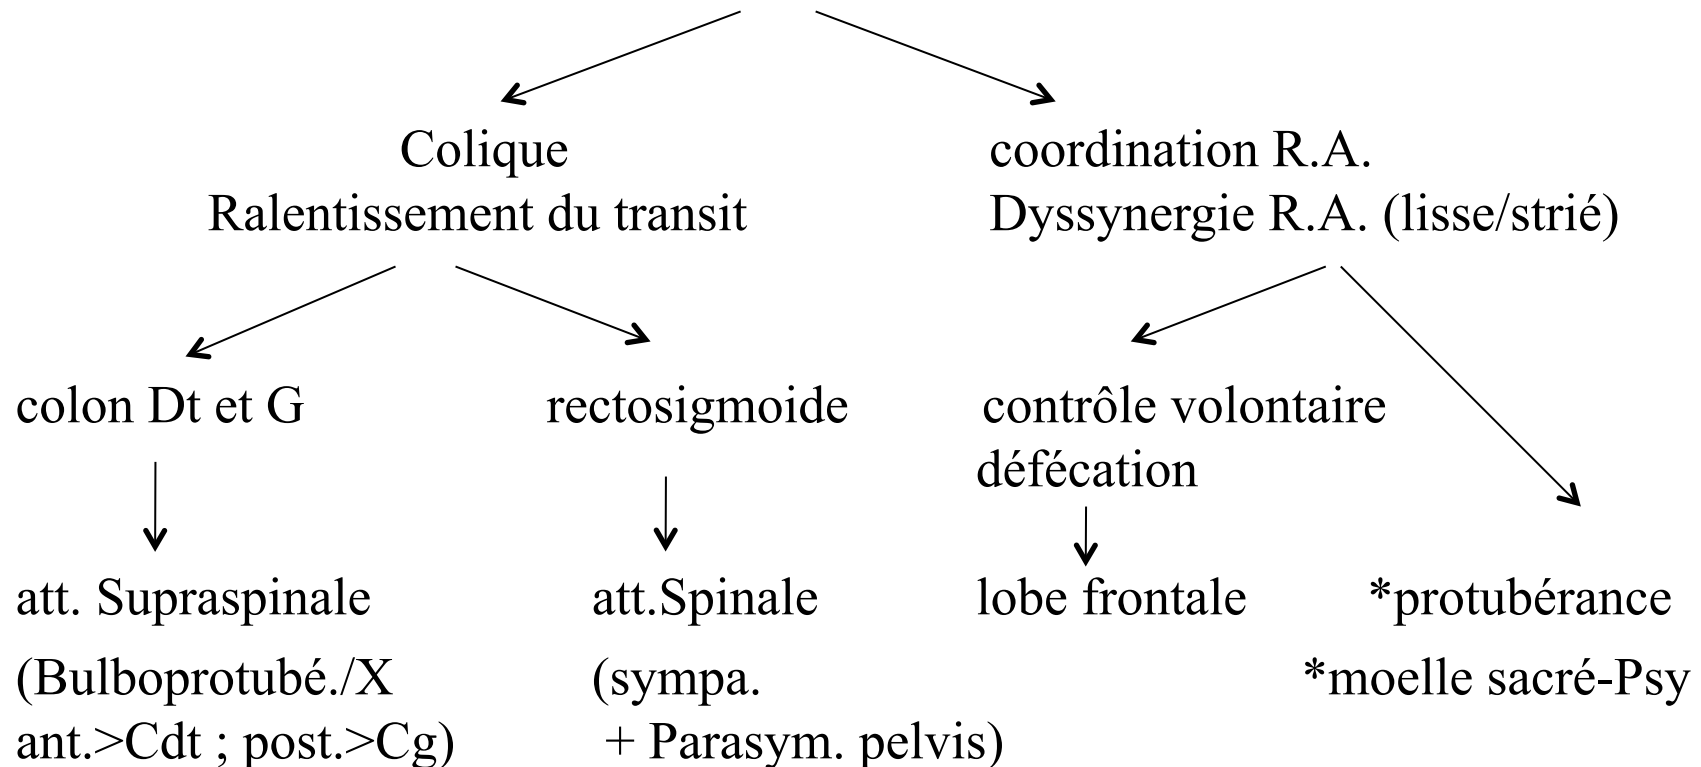 Colique
Ralentissement du transit
coordination R.A.
Dyssynergie R.A. (lisse/strié)
colon Dt et G
rectosigmoide
contrôle volontaire
défécation
att. Supraspinale
(Bulboprotubé./X
ant.>Cdt ; post.>Cg)
att.Spinale
(sympa.
+ Parasym. pelvis)
lobe frontale
*protubérance
*moelle sacré-Psy